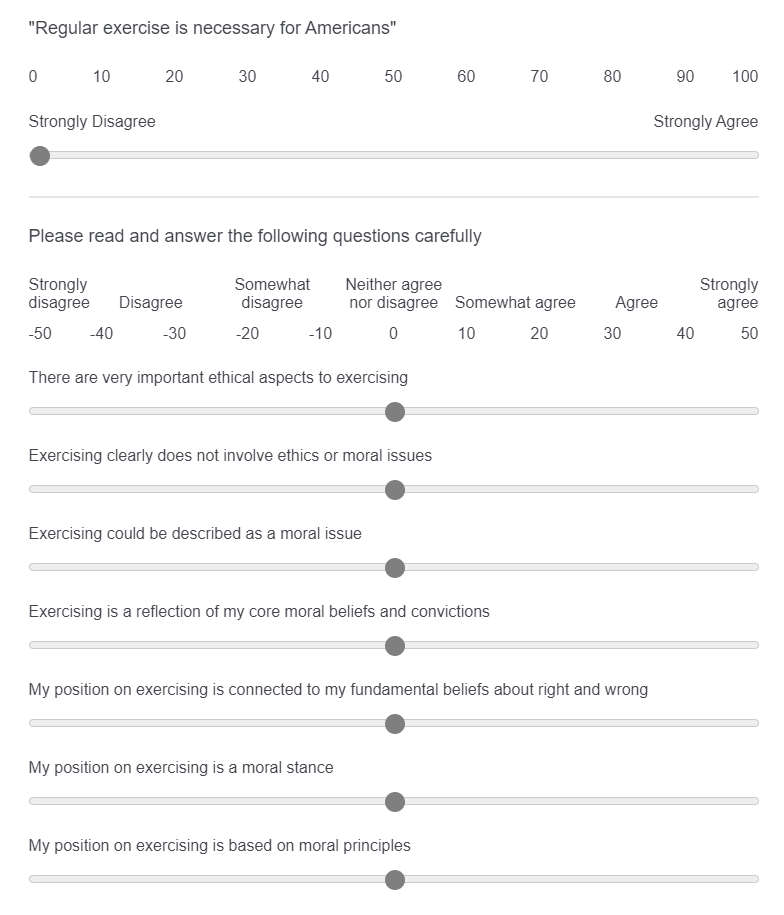 "Regular exercise is necessary for Americans"
0 10 20 30 40 50 60 70 80 90 100
Strongly Disagree Strongly Agree
Please read and answer the following questions carefully
Strongly disagree Disagree Somewhat disagree Neither agree nor disagree Somewhat agree Agree Strongly agree
-50 -40 -30 -20 -10 0 10 20 30 40 50
There are very important ethical aspects to exercising
Exercising clearly does not involve ethics or moral issues
Exercising could be described as a moral issue
Exercising is a reflection of my core moral beliefs and convictions
My position on exercising is connected to my fundamental beliefs about right and wrong
My position on exercising is a moral stance
My position on exercising is based on moral principles